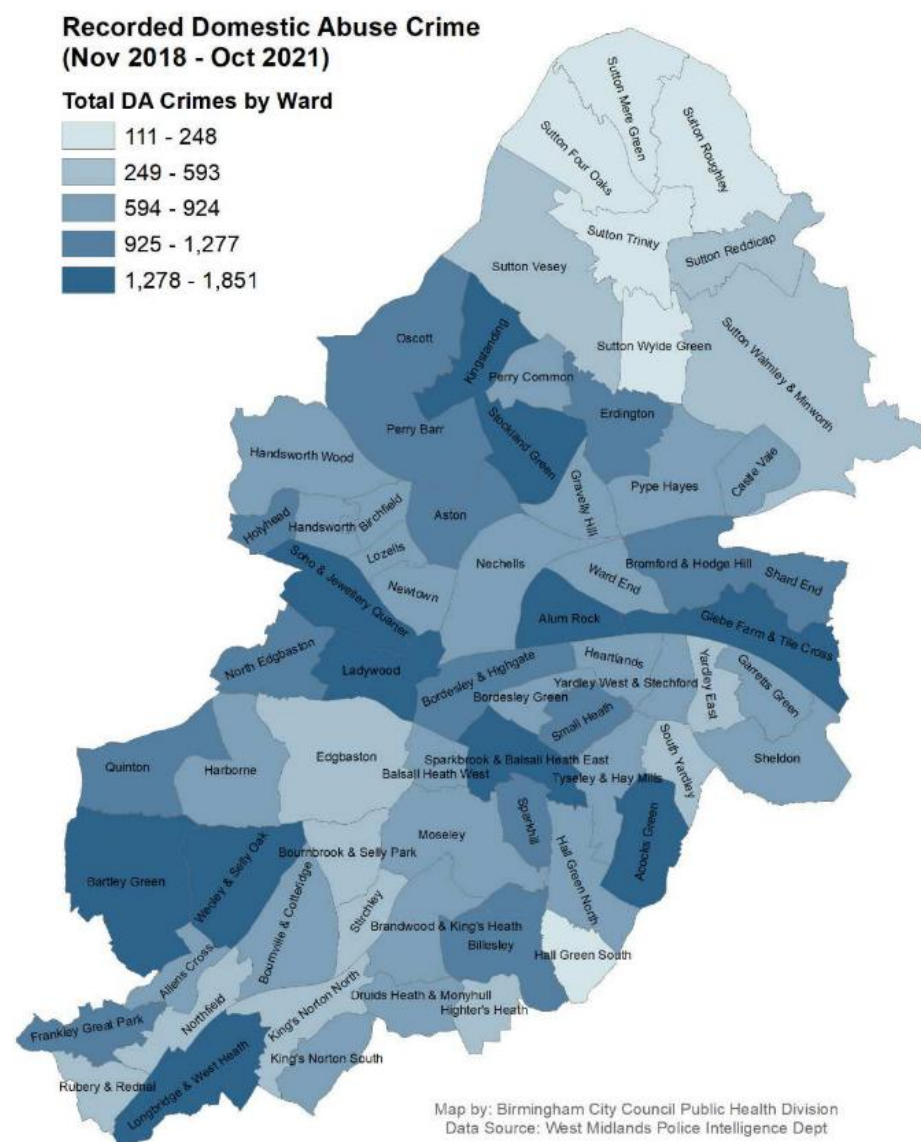 Recorded Domestic Abuse Crime
(Nov 2018 - Oct 2021)
Total DA Crimes by Ward
111 - 248
249 - 593
594 - 924
925 - 1,277
1,278 - 1,851
Sutton Mere Green
Sutton Roughley
Sutton Four Oaks
Sutton Trinity
Sutton Reddicap
Sutton Vesey
Sutton Walmley & Minworth
Sutton Wylde Green
Oscott
Kingstanding
Perry Common
Erdington
Perry Barr
Stockland Green
Handsworth Wood
Gravelly Hill
Pype Hayes
Castle Vale
Holyhead
Handsworth
Birchfield
Aston
Lozells
Soho & Jewellery Quarter
Newtown
Nechells
Ward End
Bromford & Hodge Hill
Shard End
Alum Rock
Glebe Farm & Tile Cross
North Edgbaston
Ladywood
Bordesley & Highgate
Heartlands
Bordesley Green
Yardley West & Stechford
Yardley East
Garretts Green
Small Heath
Sheldon
Quinton
Harborne
Edgbaston
Balsall Heath West
Sparkbrook & Balsall Heath East
Tyseley & Hay Mills
South Yardley
Bartley Green
Weoley & Selly Oak
Bournbrook & Selly Park
Moseley
Sparkhill
Hall Green North
Acocks Green
Bournville & Cotteridge
Stirchley
Brandwood & King's Heath
Billesley
Hall Green South
Allens Cross
Northfield
King's Norton North
Druids Heath & Monyhull
Highter's Heath
Frankley Great Park
King's Norton South
Rubery & Rednal
Longbridge & West Heath
Map by: Birmingham City Council Public Health Division
Data Source: West Midlands Police Intelligence Dept